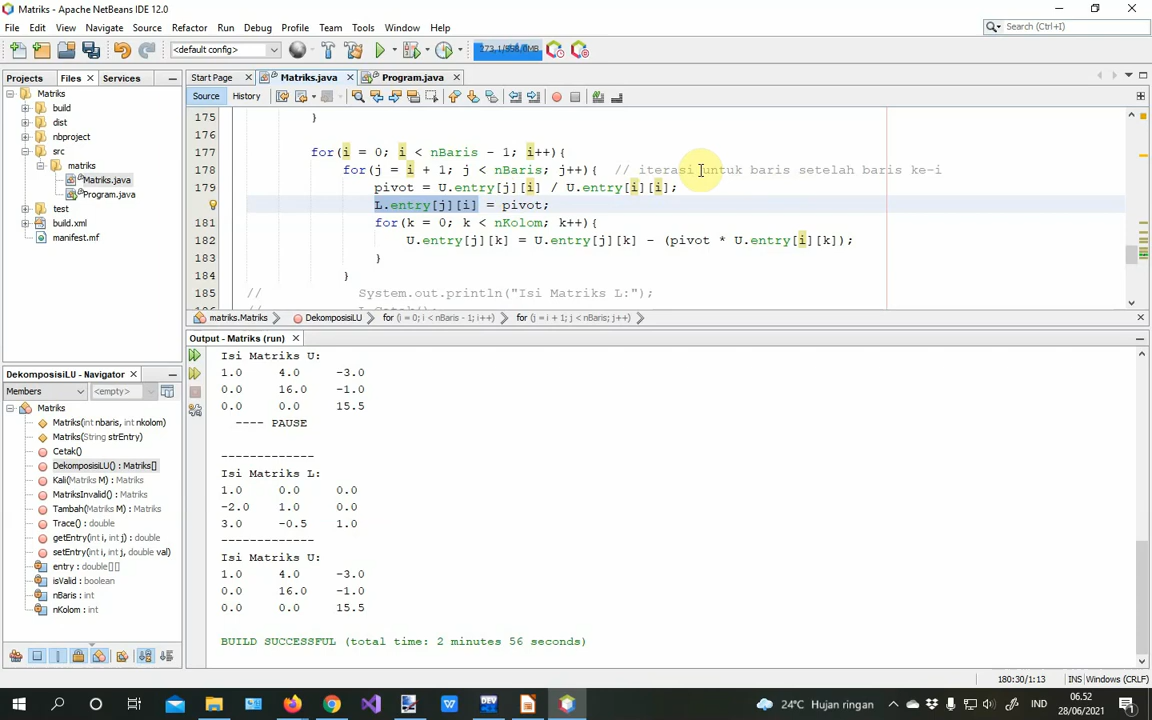 Matriks - Apache NetBeans IDE 12.0
File Edit View Navigate Source Refactor Run Debug Profile Team Tools Window Help
Search (Ctrl+I)
<default config>
273,1/958,0MB
Projects Files Services
Start Page Matriks.java Program.java
Source History
Matriks
build
dist
nbproject
src
matriks
Matriks.java
Program.java
test
build.xml
manifest.mf
175 }
176
177 for(i = 0; i < nBaris - 1; i++){
178 for(j = i + 1; j < nBaris; j++){ // iterasi untuk baris setelah baris ke-i
179 pivot = U.entry[j][i] / U.entry[i][i];
L.entry[j][i] = pivot;
181 for(k = 0; k < nKolom; k++){
182 U.entry[j][k] = U.entry[j][k] - (pivot * U.entry[i][k]);
183 }
184 }
185 // System.out.println("Isi Matriks L:");
matriks.Matriks DekomposisiLU for (i = 0; i < nBaris - 1; i++) for (j = i + 1; j < nBaris; j++)
DekomposisiLU - Navigator
Members <empty>
Matriks
Matriks(int nbaris, int nkolom)
Matriks(String strEntry)
Cetak()
DekomposisiLU() : Matriks[]
Kali(Matriks M) : Matriks
MatriksInvalid() : Matriks
Tambah(Matriks M) : Matriks
Trace() : double
getEntry(int i, int j) : double
setEntry(int i, int j, double val)
entry : double[][]
isValid : boolean
nBaris : int
nKolom : int
Output - Matriks (run)
Isi Matriks U:
1.0 4.0 -3.0
0.0 16.0 -1.0
0.0 0.0 15.5
---- PAUSE
-------------
Isi Matriks L:
1.0 0.0 0.0
-2.0 1.0 0.0
3.0 -0.5 1.0
-------------
Isi Matriks U:
1.0 4.0 -3.0
0.0 16.0 -1.0
0.0 0.0 15.5
BUILD SUCCESSFUL (total time: 2 minutes 56 seconds)
180:30/1:13 INS Windows (CRLF)
24°C Hujan ringan IND 06.52
28/06/2021